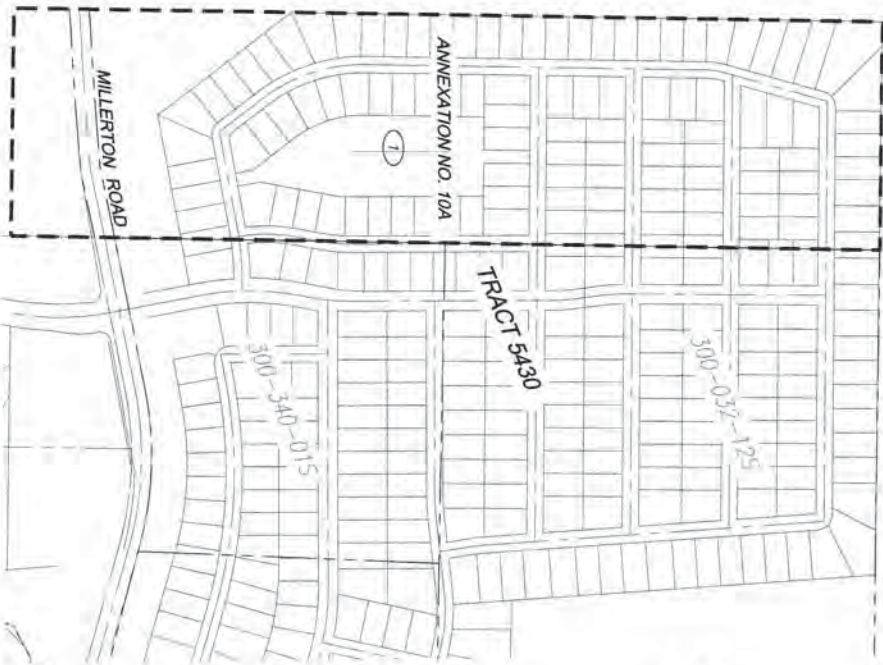 MILLERTON ROAD
ANNEXATION NO. 10A
1
TRACT 5430
300-340-015
300-032-125